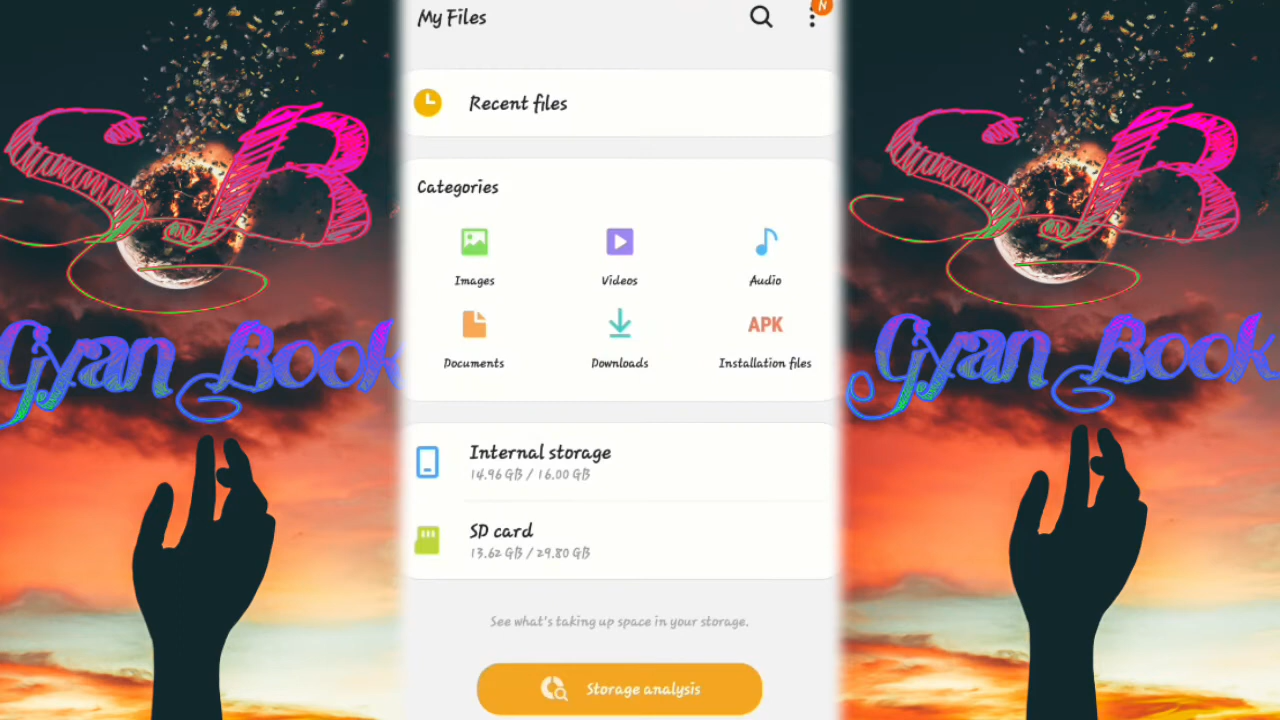 My Files
N
Recent files
Categories
Images
Videos
Audio
Documents
Downloads
APK
Installation files
Internal storage
14.96 GB / 16.00 GB
SD card
13.62 GB / 29.80 GB
See what's taking up space in your storage.
Storage analysis
SB
Gyan Book
SB
Gyan Book